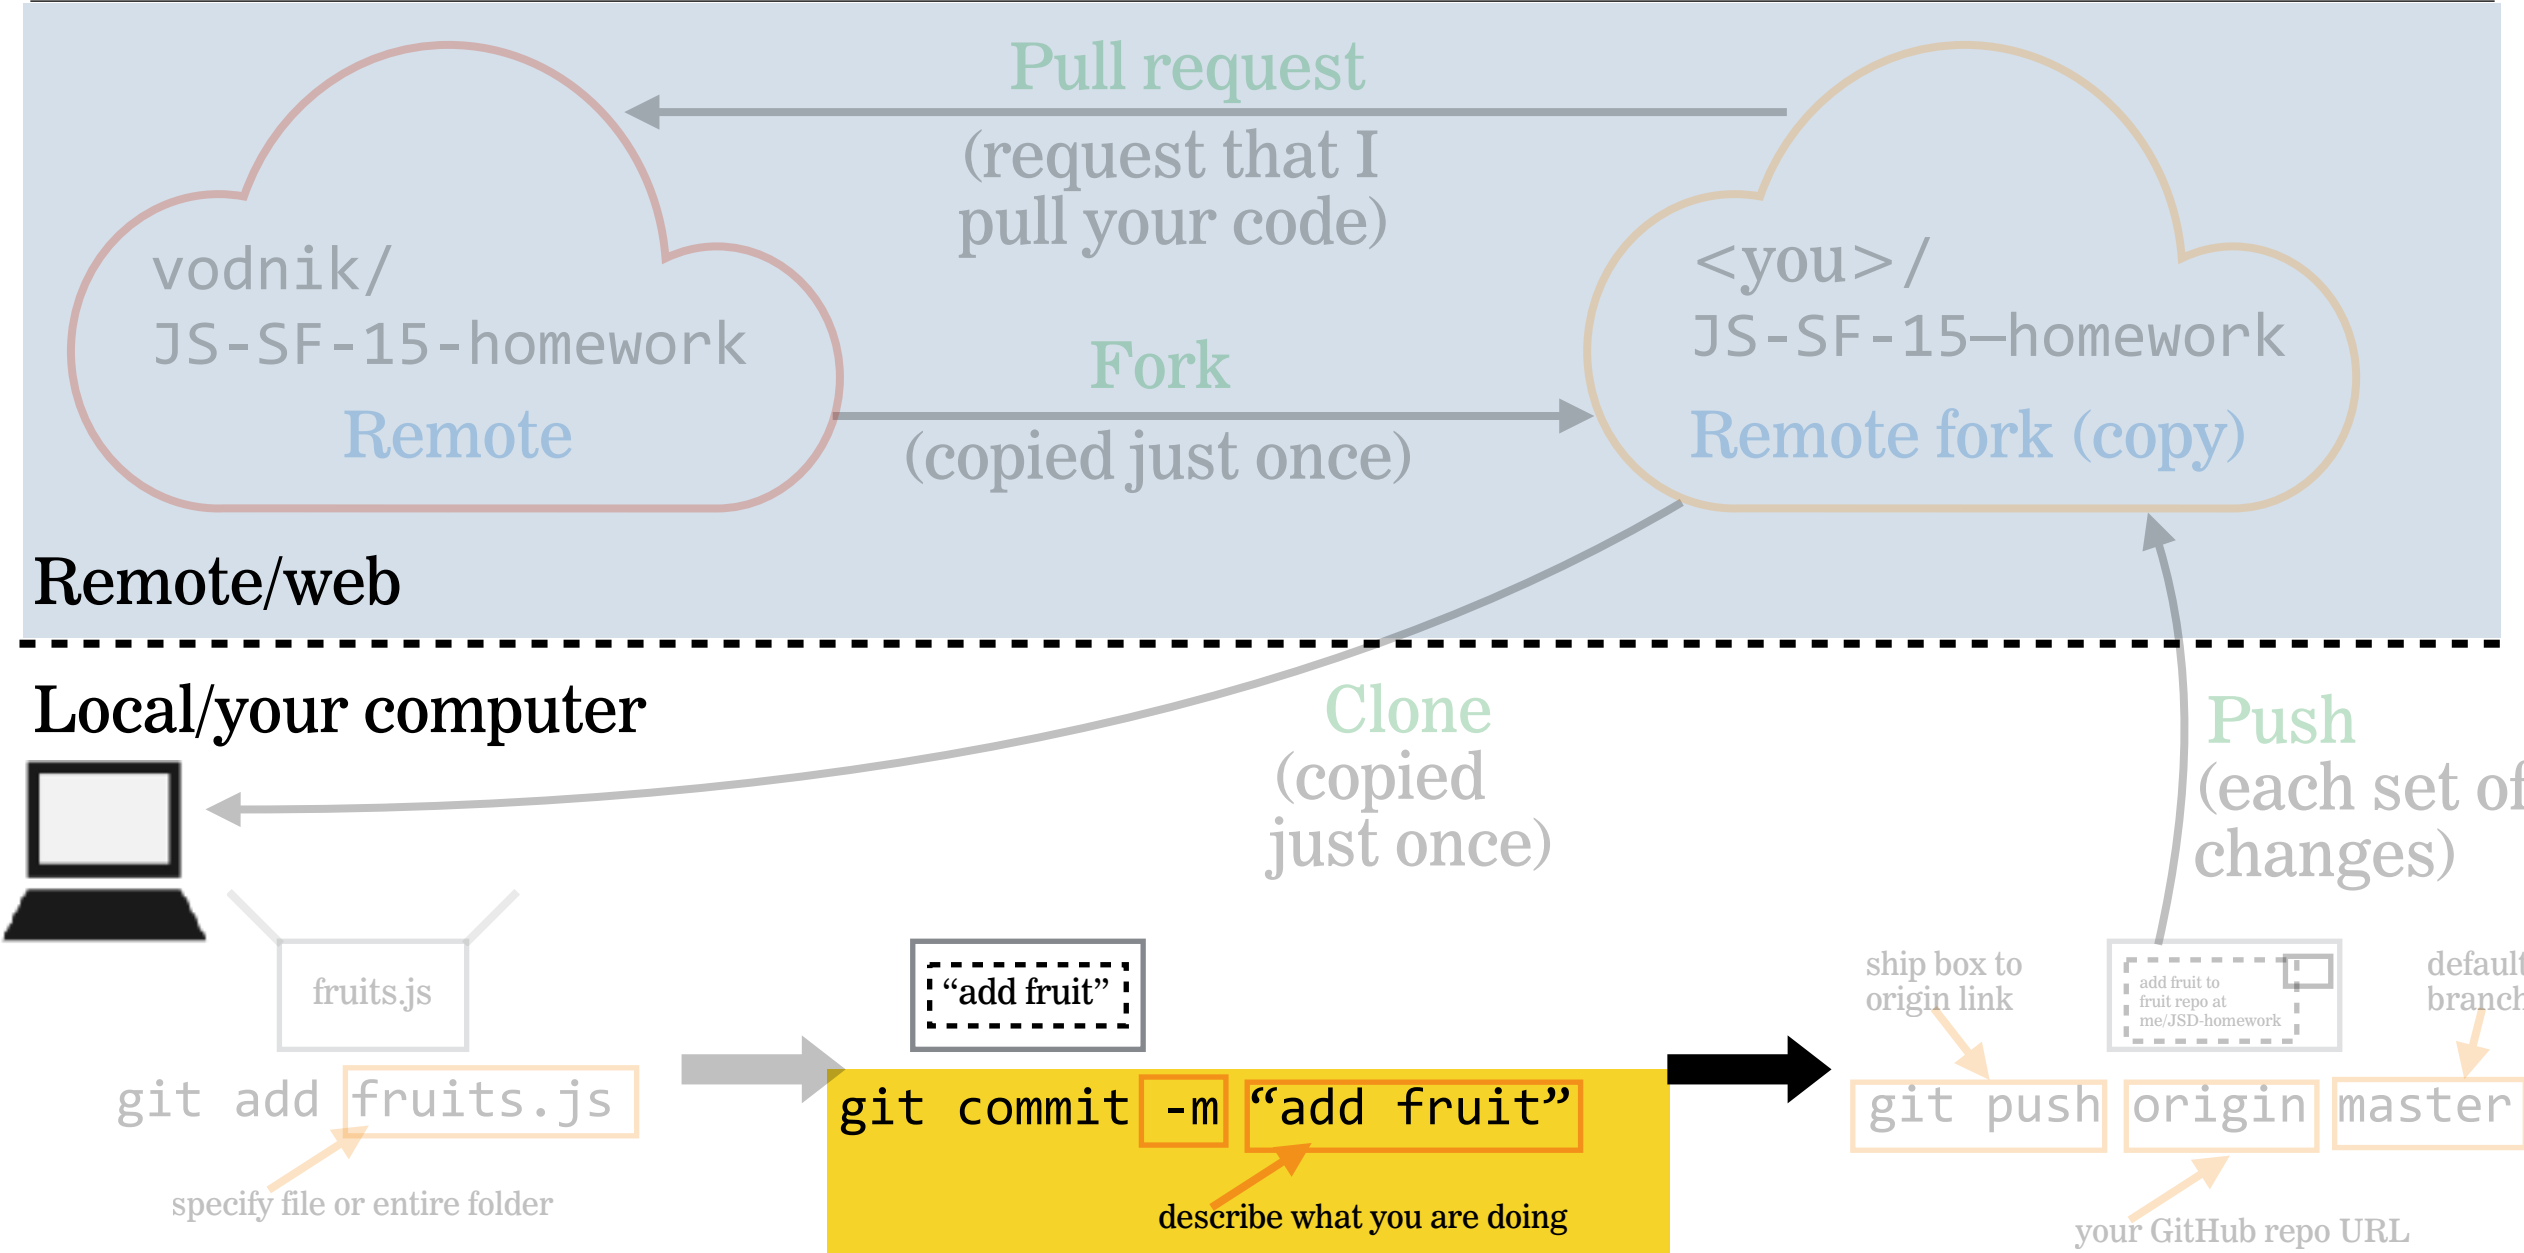 Pull request
(request that I
pull your code)
vodnik/
JS-SF-15-homework
Remote
Fork
(copied just once)
<you>/
JS-SF-15—homework
Remote fork (copy)
Remote/web
Local/your computer
Clone
(copied
just once)
Push
(each set of
changes)
fruits.js
git add fruits.js
specify file or entire folder
“add fruit”
git commit -m “add fruit”
describe what you are doing
ship box to
origin link
add fruit to
fruit repo at
me/JSD-homework
default
branch
git push origin master
your GitHub repo URL